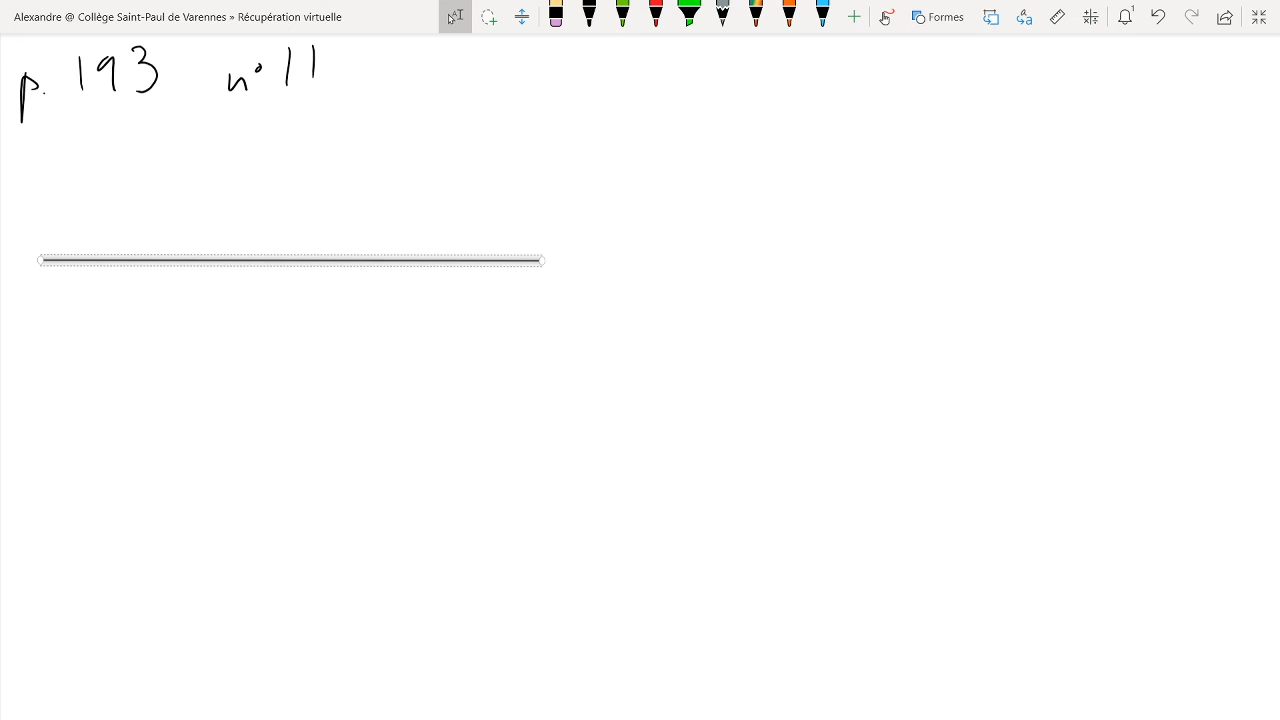 Alexandre @ Collège Saint-Paul de Varennes » Récupération virtuelle
Formes
p. 193 n° 11